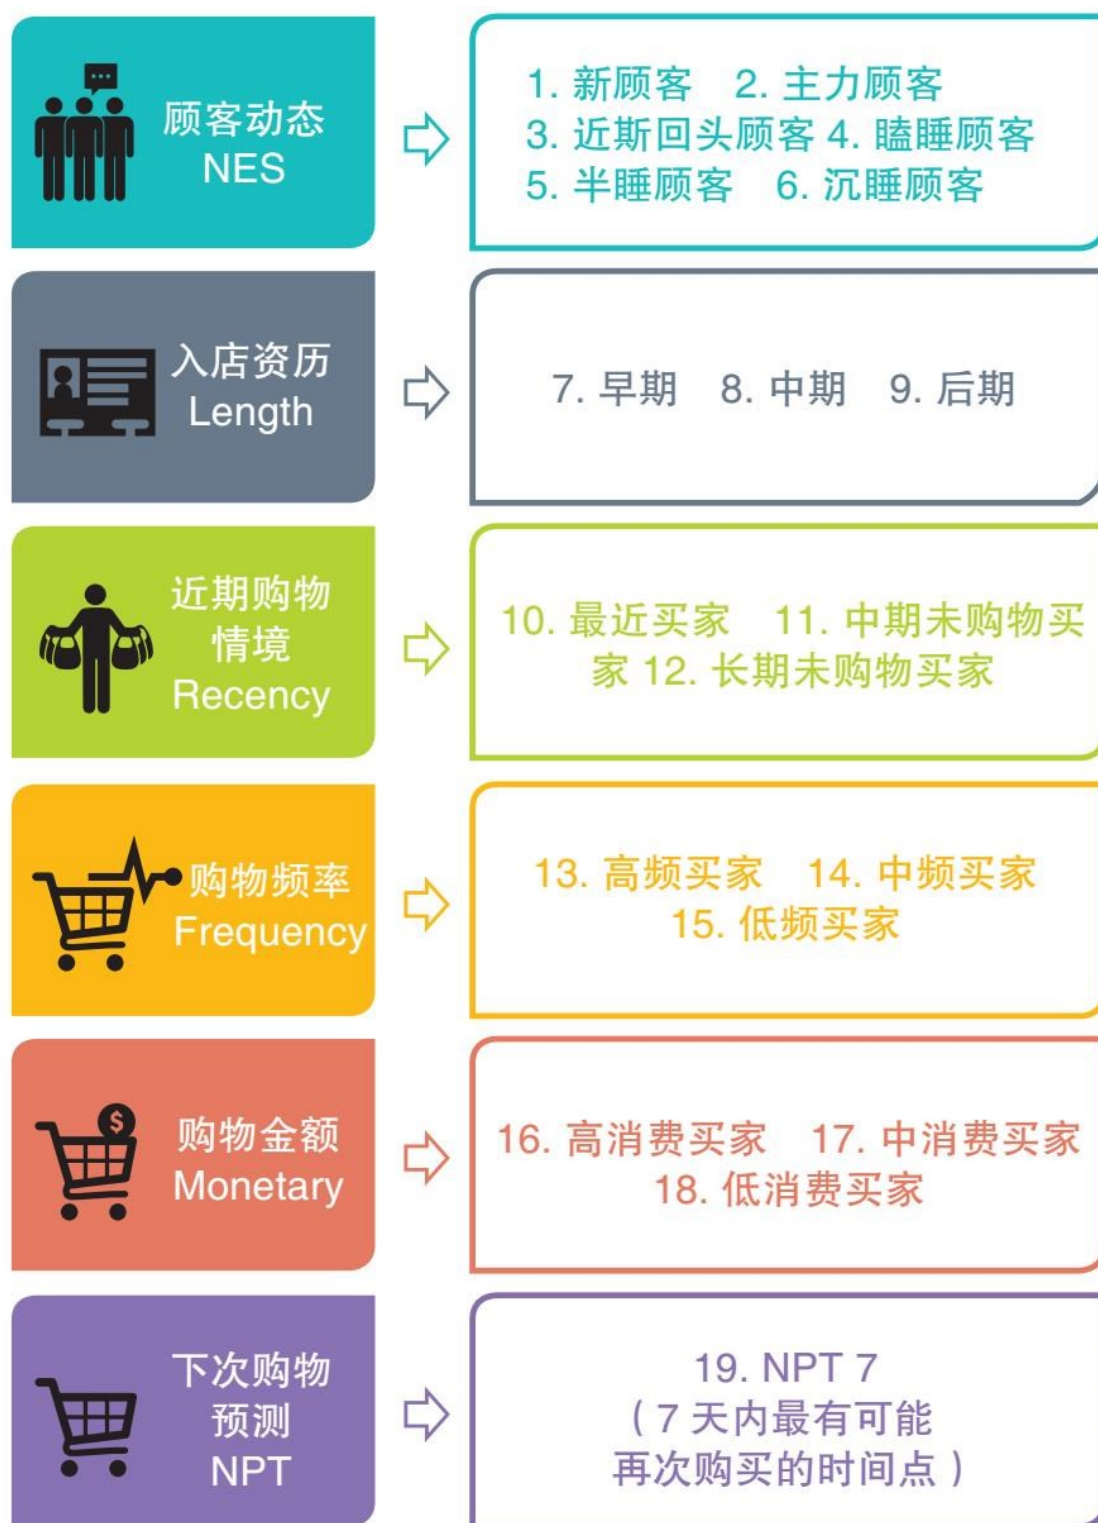 顾客动态
NES
1. 新顾客 2. 主力顾客
3. 近斯回头顾客 4. 瞌睡顾客
5. 半睡顾客 6. 沉睡顾客
入店资历
Length
7. 早期 8. 中期 9. 后期
近期购物
情境
Recency
10. 最近买家 11. 中期未购物买
家 12. 长期未购物买家
购物频率
Frequency
13. 高频买家 14. 中频买家
15. 低频买家
$
购物金额
Monetary
16. 高消费买家 17. 中消费买家
18. 低消费买家
下次购物
预测
NPT
19. NPT 7
(7 天内最有可能
再次购买的时间点)